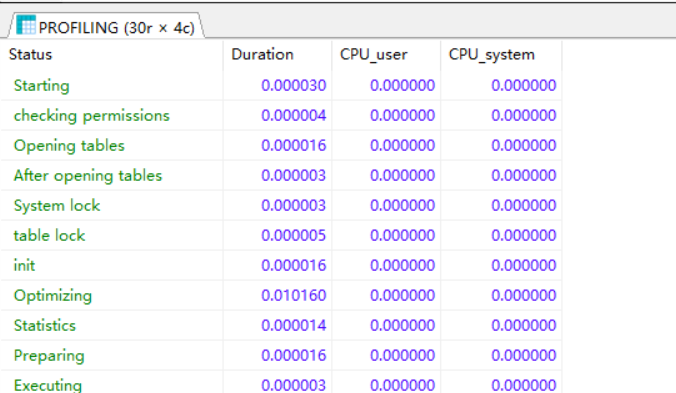 PROFILING (30r × 4c)
Status Duration CPU_user CPU_system
Starting 0.000030 0.000000 0.000000
checking permissions 0.000004 0.000000 0.000000
Opening tables 0.000016 0.000000 0.000000
After opening tables 0.000003 0.000000 0.000000
System lock 0.000003 0.000000 0.000000
table lock 0.000005 0.000000 0.000000
init 0.000016 0.000000 0.000000
Optimizing 0.010160 0.000000 0.000000
Statistics 0.000014 0.000000 0.000000
Preparing 0.000016 0.000000 0.000000
Executing 0.000003 0.000000 0.000000